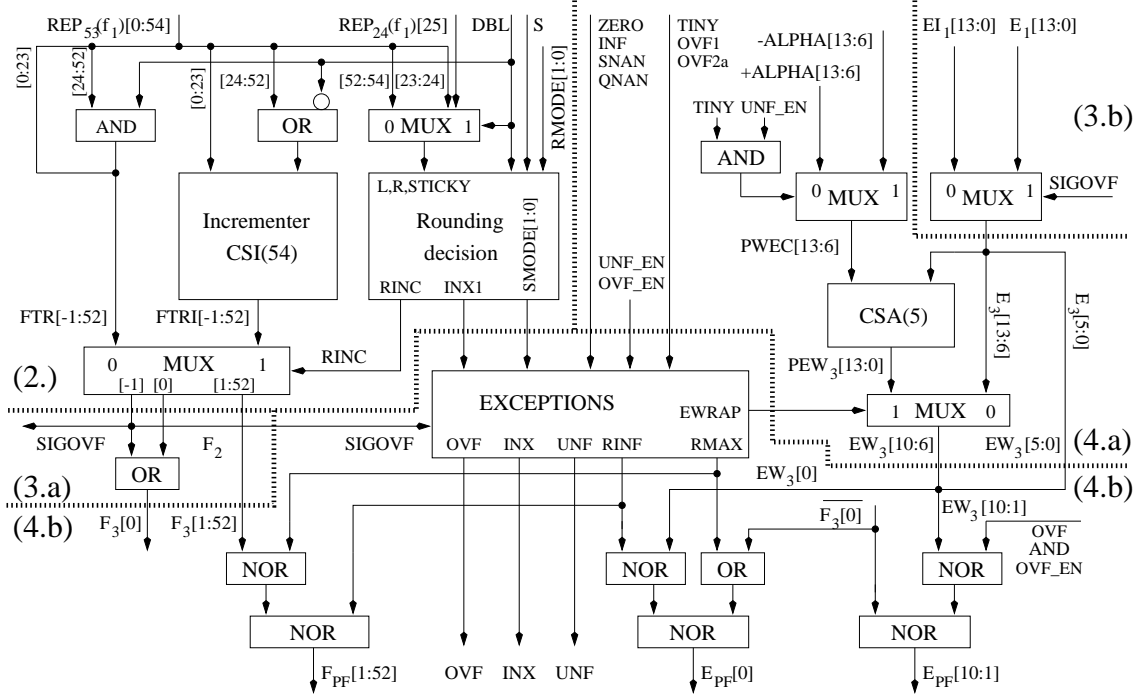 REP53(f1)[0:54]
REP24(f1)[25]
DBL
S
ZERO
INF
SNAN
QNAN
TINY
OVF1
OVF2a
-ALPHA[13:6]
+ALPHA[13:6]
EI1[13:0]
E1[13:0]
[0:23]
[24:52]
[0:23]
[24:52]
[52:54]
[23:24]
RMODE[1:0]
TINY
UNF_EN
(3.b)
AND
OR
0 MUX 1
AND
0 MUX 1
0 MUX 1
SIGOVF
L,R,STICKY
Incrementer
CSI(54)
Rounding
decision
SMODE[1:0]
RINC
INX1
UNF_EN
OVF_EN
PWEC[13:6]
CSA(5)
E3[13:6]
E3[5:0]
FTR[-1:52]
FTRI[-1:52]
0 MUX 1
[-1]
[0]
[1:52]
RINC
(2.)
PEW3[13:0]
EXCEPTIONS
EWRAP
1 MUX 0
OVF
INX
UNF
RINF
RMAX
SIGOVF
F2
SIGOVF
EW3[10:6]
EW3[5:0]
(4.a)
OR
(3.a)
EW3[0]
(4.b)
(4.b)
F3[0]
F3[1:52]
F3[0]
EW3[10:1]
OVF
AND
OVF_EN
NOR
NOR
OR
NOR
NOR
NOR
NOR
FPF[1:52]
OVF
INX
UNF
EPF[0]
EPF[10:1]